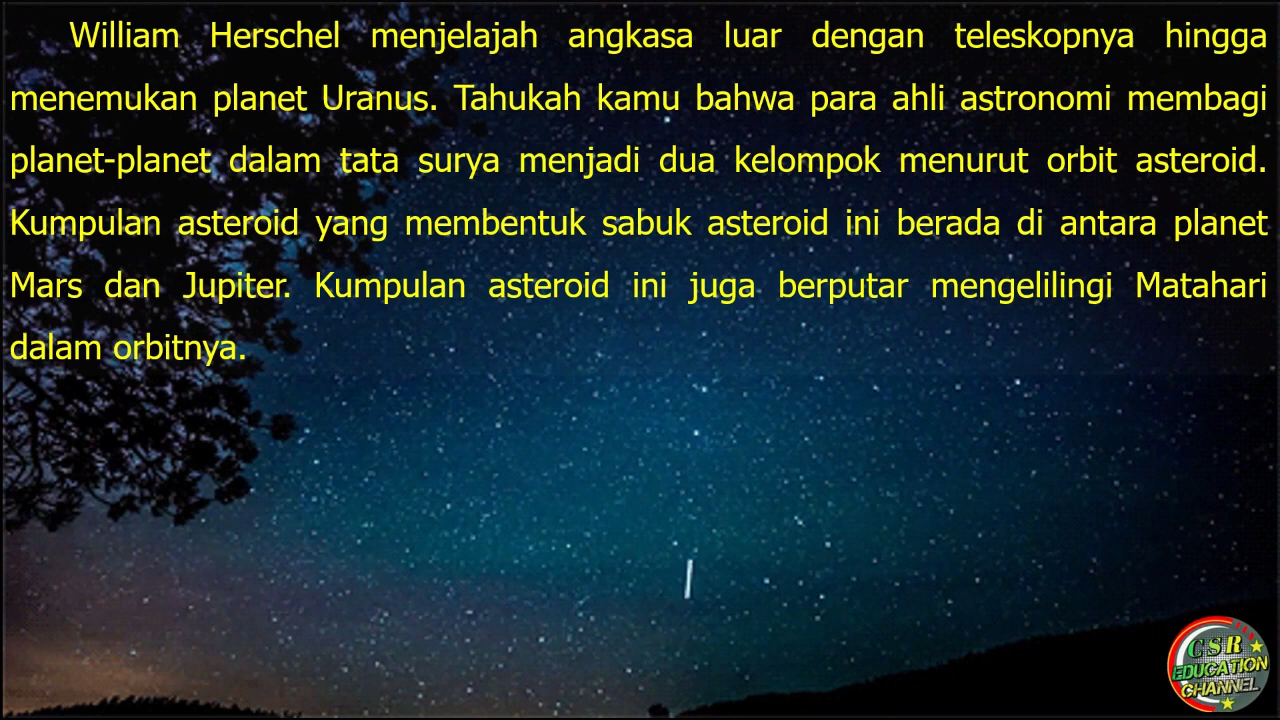 William Herschel menjelajah angkasa luar dengan teleskopnya hingga
menemukan planet Uranus. Tahukah kamu bahwa para ahli astronomi membagi
planet-planet dalam tata surya menjadi dua kelompok menurut orbit asteroid.
Kumpulan asteroid yang membentuk sabuk asteroid ini berada di antara planet
Mars dan Jupiter. Kumpulan asteroid ini juga berputar mengelilingi Matahari
dalam orbitnya.
CSR
EDUCATION
CHANNEL